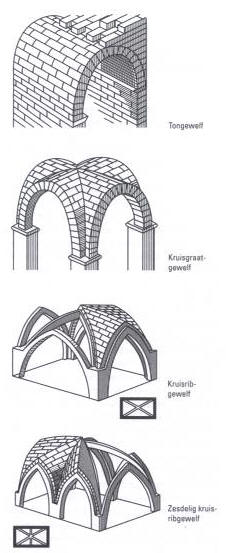 Tongewelf
Kruisgraat-
gewelf
Kruisrib-
gewelf
Zesdelig kruis-
ribgewelf